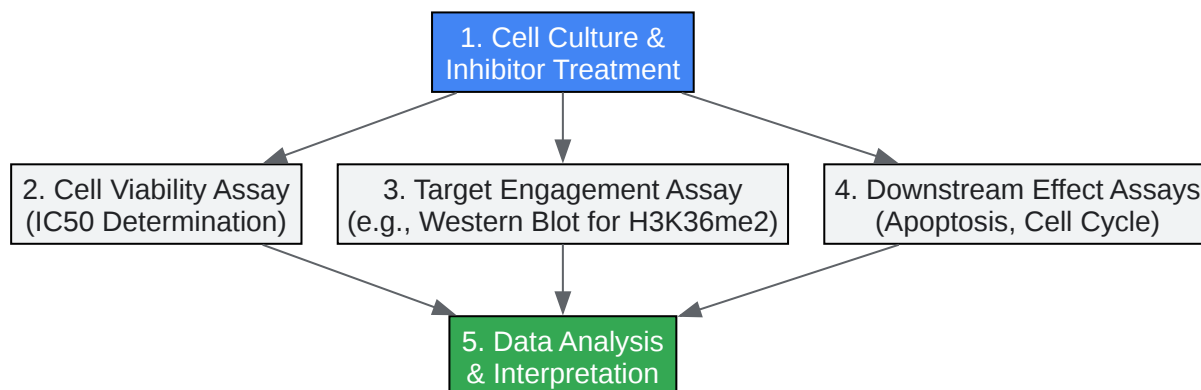 1. Cell Culture &
Inhibitor Treatment
2. Cell Viability Assay
(IC50 Determination)
3. Target Engagement Assay
(e.g., Western Blot for H3K36me2)
4. Downstream Effect Assays
(Apoptosis, Cell Cycle)
5. Data Analysis
& Interpretation